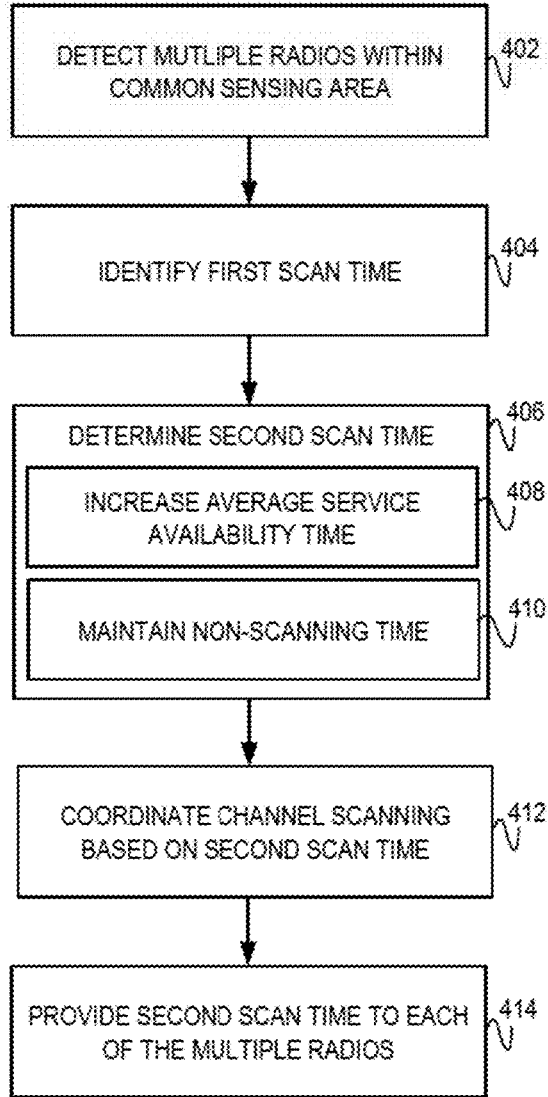 DETECT MUTLIPLE RADIOS WITHIN
COMMON SENSING AREA
402
IDENTIFY FIRST SCAN TIME
404
DETERMINE SECOND SCAN TIME
406
INCREASE AVERAGE SERVICE
AVAILABILITY TIME
408
MAINTAIN NON-SCANNING TIME
410
COORDINATE CHANNEL SCANNING
BASED ON SECOND SCAN TIME
412
PROVIDE SECOND SCAN TIME TO EACH
OF THE MULTIPLE RADIOS
414